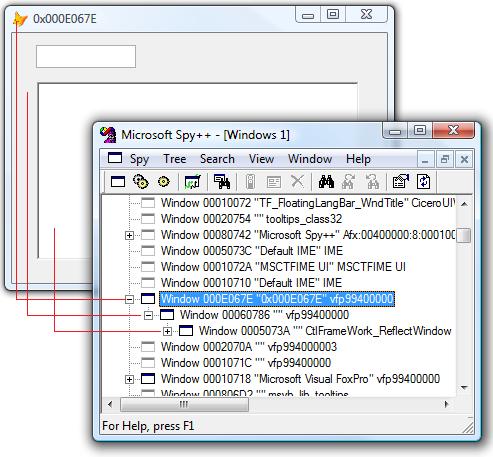 0x000E067E
Microsoft Spy++ - [Windows 1]
Spy Tree Search View Window Help
Window 00010072 "TF_FloatingLangBar_WndTitle" CiceroUIW
Window 00020754 "" tooltips_class32
Window 00080742 "Microsoft Spy++" Afx:00400000:8:000100
Window 0005073C "Default IME" IME
Window 0001072A "MSCTFIME UI" MSCTFIME UI
Window 00010710 "Default IME" IME
Window 000E067E "0x000E067E" vfp99400000
Window 00060786 "" vfp99400000
Window 0005073A "" CtlFrameWork_ReflectWindow
Window 0002070A "" vfp994000003
Window 0001071C "" vfp99400000
Window 00010718 "Microsoft Visual FoxPro" vfp99400000
Window 000806D2 "" msvb_lib_tooltips
For Help, press F1